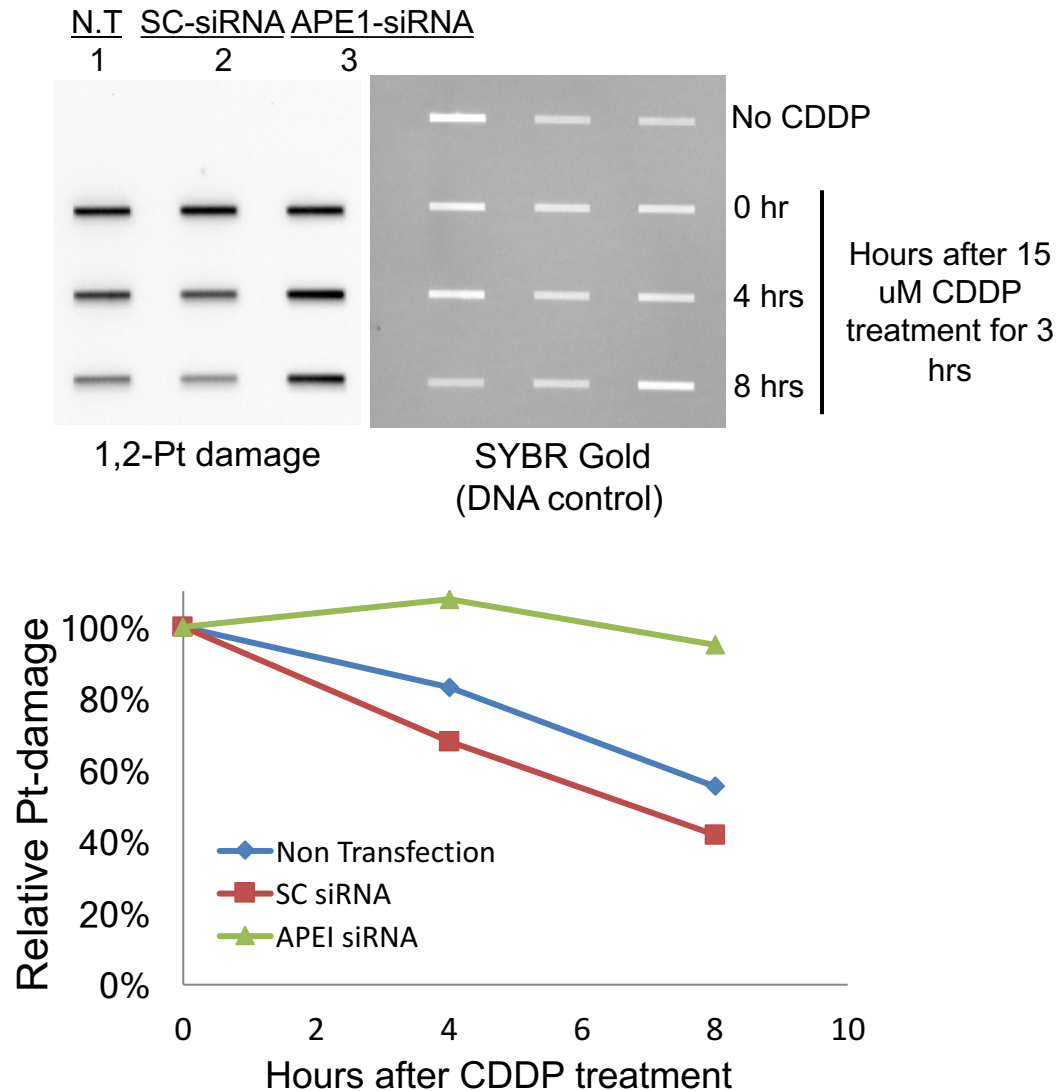 N.T SC-siRNA APE1-siRNA
1 2 3
No CDDP
0 hr
4 hrs
8 hrs
Hours after 15
uM CDDP
treatment for 3
hrs
1,2-Pt damage
SYBR Gold
(DNA control)
Relative Pt-damage
100%
80%
60%
40%
20%
0%
Non Transfection
SC siRNA
APEI siRNA
0 2 4 6 8 10
Hours after CDDP treatment